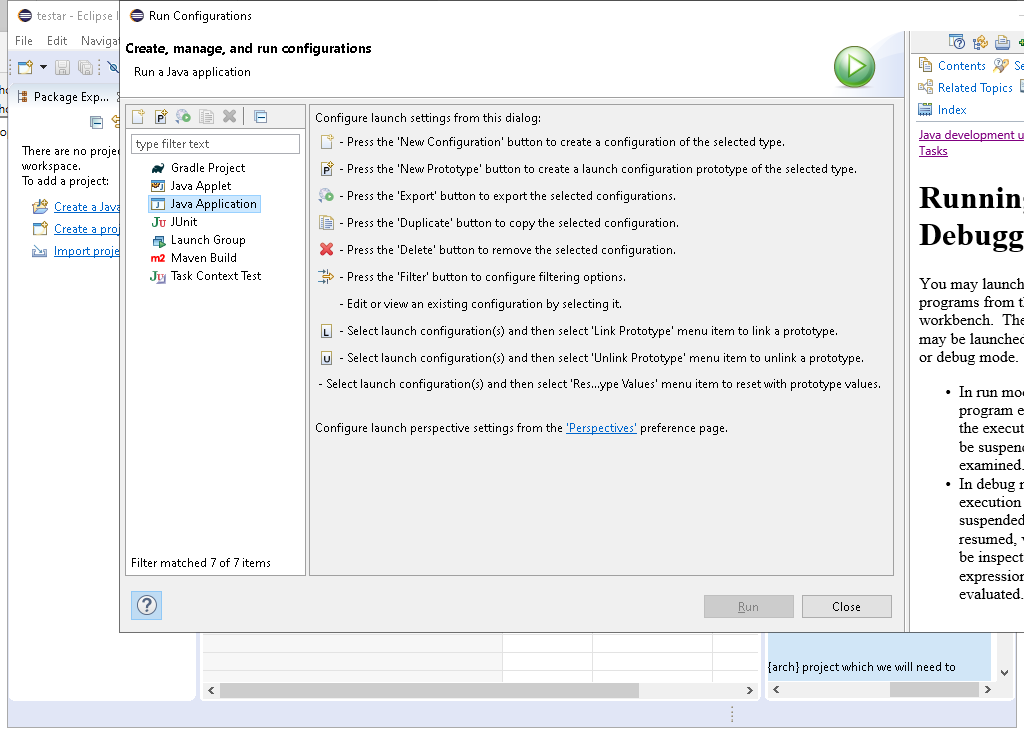 testar - Eclipse I
File Edit Navigat
Package Exp...
There are no projec
workspace.
To add a project:
Create a Java
Create a proj
Import proje
Run Configurations
Create, manage, and run configurations
Run a Java application
type filter text
Gradle Project
Java Applet
Java Application
JUnit
Launch Group
Maven Build
Task Context Test
Filter matched 7 of 7 items
Configure launch settings from this dialog:
- Press the 'New Configuration' button to create a configuration of the selected type.
- Press the 'New Prototype' button to create a launch configuration prototype of the selected type.
- Press the 'Export' button to export the selected configurations.
- Press the 'Duplicate' button to copy the selected configuration.
- Press the 'Delete' button to remove the selected configuration.
- Press the 'Filter' button to configure filtering options.
- Edit or view an existing configuration by selecting it.
- Select launch configuration(s) and then select 'Link Prototype' menu item to link a prototype.
- Select launch configuration(s) and then select 'Unlink Prototype' menu item to unlink a prototype.
- Select launch configuration(s) and then select 'Res...ype Values' menu item to reset with prototype values.
Configure launch perspective settings from the 'Perspectives' preference page.
Run Close
Contents Se
Related Topics
Index
Java development u
Tasks
Running
Debugg
You may launch
programs from th
workbench. The
may be launched
or debug mode.
• In run mod
program e
the execut
be suspend
examined.
• In debug m
execution
suspended
resumed, v
be inspect
expression
evaluated.
{arch} project which we will need to